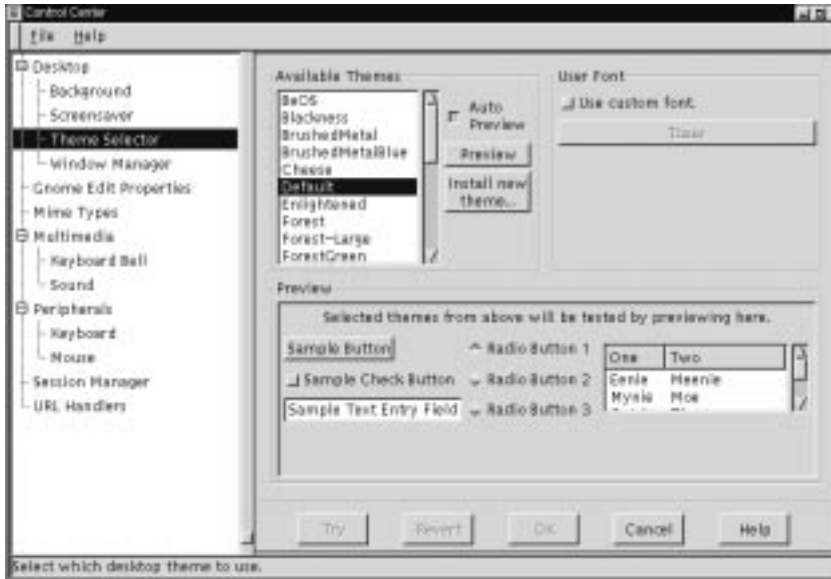 Control Center
File Help
Desktop
Background
Screensaver
Theme Selector
Window Manager
Gnome Edit Properties
Mime Types
Multimedia
Keyboard Bell
Sound
Peripherals
Keyboard
Mouse
Session Manager
URL Handlers
Available Themes
BeOS
Blackness
BrushedMetal
BrushedMetalBlue
Cheese
Default
Enlightened
Forest
Forest-Large
ForestGreen
Auto
Preview
Preview
Install new
theme...
User Font
Use custom font.
Preview
Selected themes from above will be tested by previewing here.
Sample Button
Sample Check Button
Sample Text Entry Field
Radio Button 1
Radio Button 2
Radio Button 3
One Two
Eenie Meenie
Mynie Moe
Try Revert OK Cancel Help
Select which desktop theme to use.